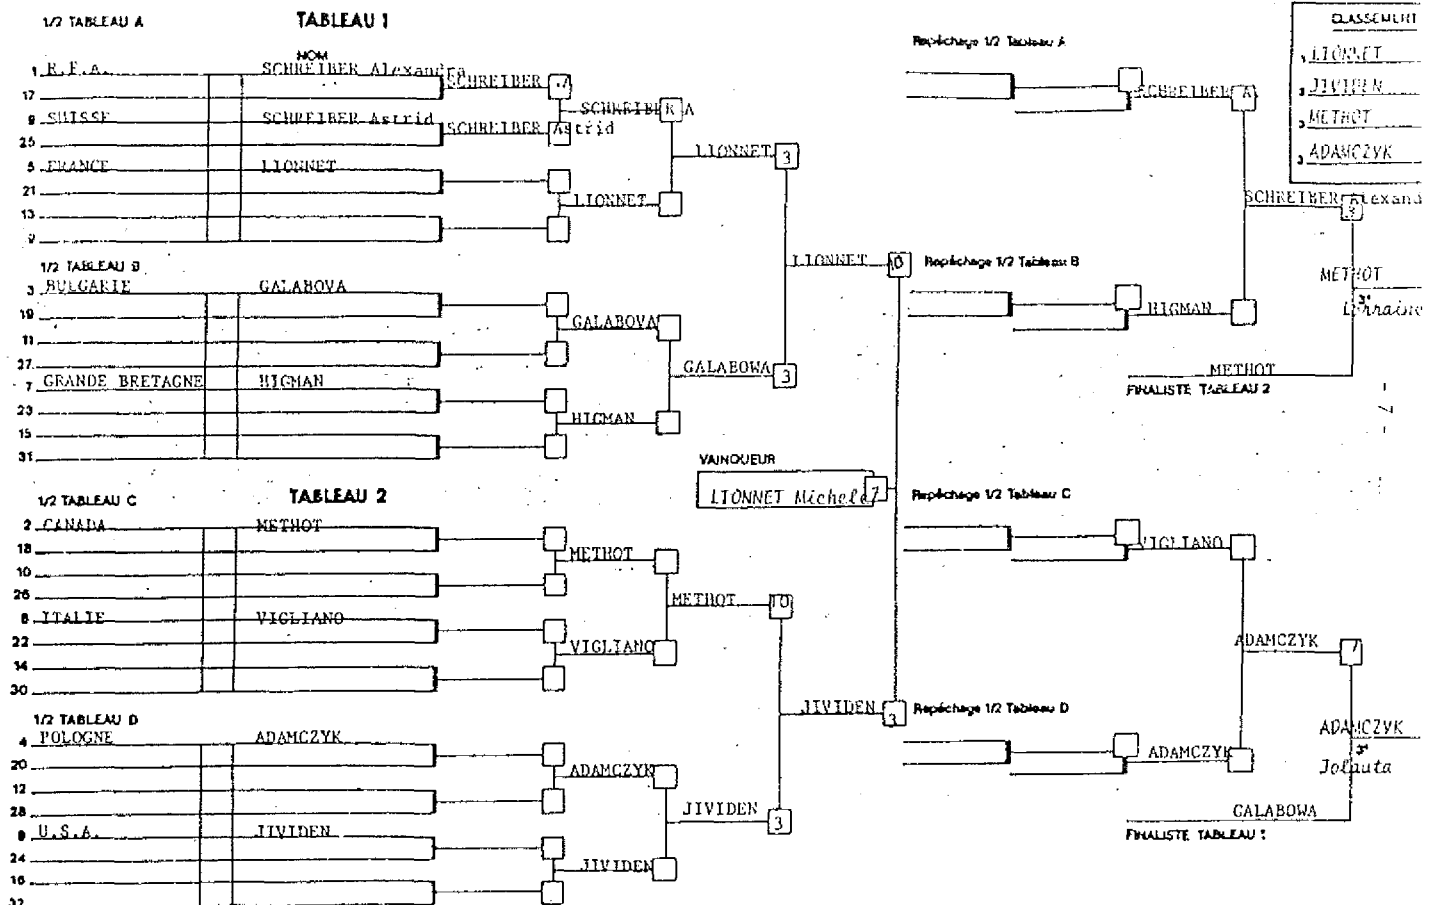 1/2 TABLEAU A
TABLEAU 1
NOM
1 R.F.A. SCHREIBER Alexandra
SCHREIBER
17
SCHREIBER A
9 SUISSE SCHREIBER Astrid
SCHREIBER Astrid
25
LIONNET 3
5 FRANCE LIONNET
21
LIONNET
13
LIONNET 10
1/2 TABLEAU B
3 BULGARIE GALABOVA
19
GALABOVA
11
27
GALABOWA 3
7 GRANDE BRETAGNE HIGMAN
23
HIGMAN
15
31
VAINQUEUR
LIONNET Michele 7
1/2 TABLEAU C
TABLEAU 2
2 CANADA METHOT
18
METHOT
10
26
METHOT 10
6 ITALIE VIGLIANO
22
VIGLIANO
14
30
JIVIDEN 3
1/2 TABLEAU D
4 POLOGNE ADAMCZYK
20
ADAMCZYK
12
28
JIVIDEN 3
8 U.S.A. JIVIDEN
24
JIVIDEN
16
32
Repêchage 1/2 Tableau A
SCHREIBER A
SCHREIBER Alexand
Repêchage 1/2 Tableau B
HIGMAN
METHOT
3e
Lorraine
METHOT
FINALISTE TABLEAU 2
Repêchage 1/2 Tableau C
VIGLIANO
ADAMCZYK 7
Repêchage 1/2 Tableau D
ADAMCZYK
ADAMCZYK
3e
Jolauta
GALABOWA
FINALISTE TABLEAU 1
CLASSEMENT
1 LIONNET
2 JIVIDEN
3 METHOT
3 ADAMCZYK
- 7 -